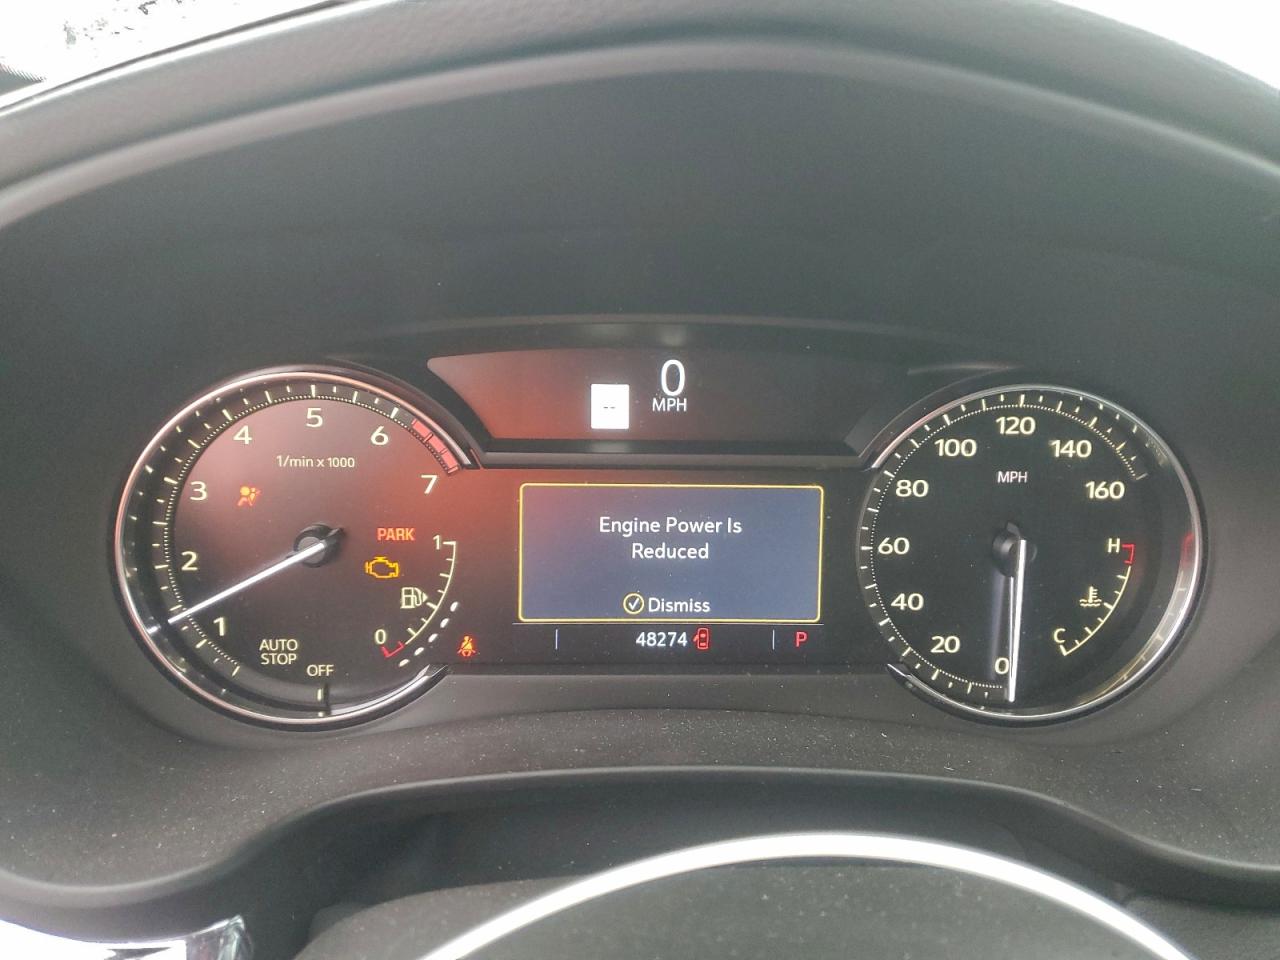 0
MPH
--
5
4
6
1/min x 1000
3
7
2
PARK
1
1
0
AUTO
STOP
OFF
Engine Power Is
Reduced
Dismiss
48274
P
120
100
140
MPH
80
160
60
H
40
C
20
0